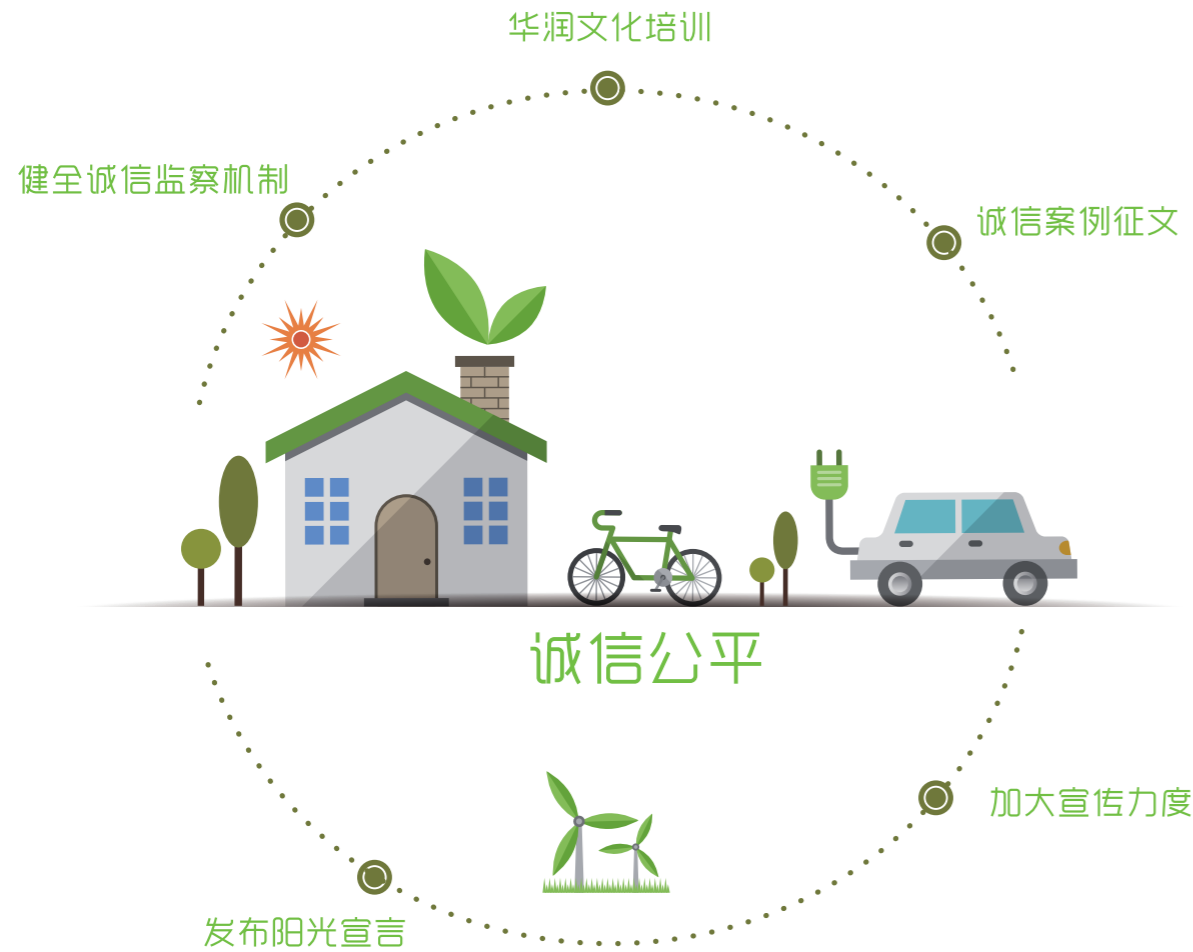 华润文化培训
健全诚信监察机制
诚信案例征文
诚信公平
加大宣传力度
发布阳光宣言